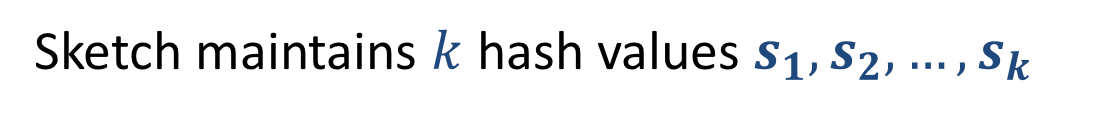 Sketch maintains k hash values s₁, s₂, … , sₖ